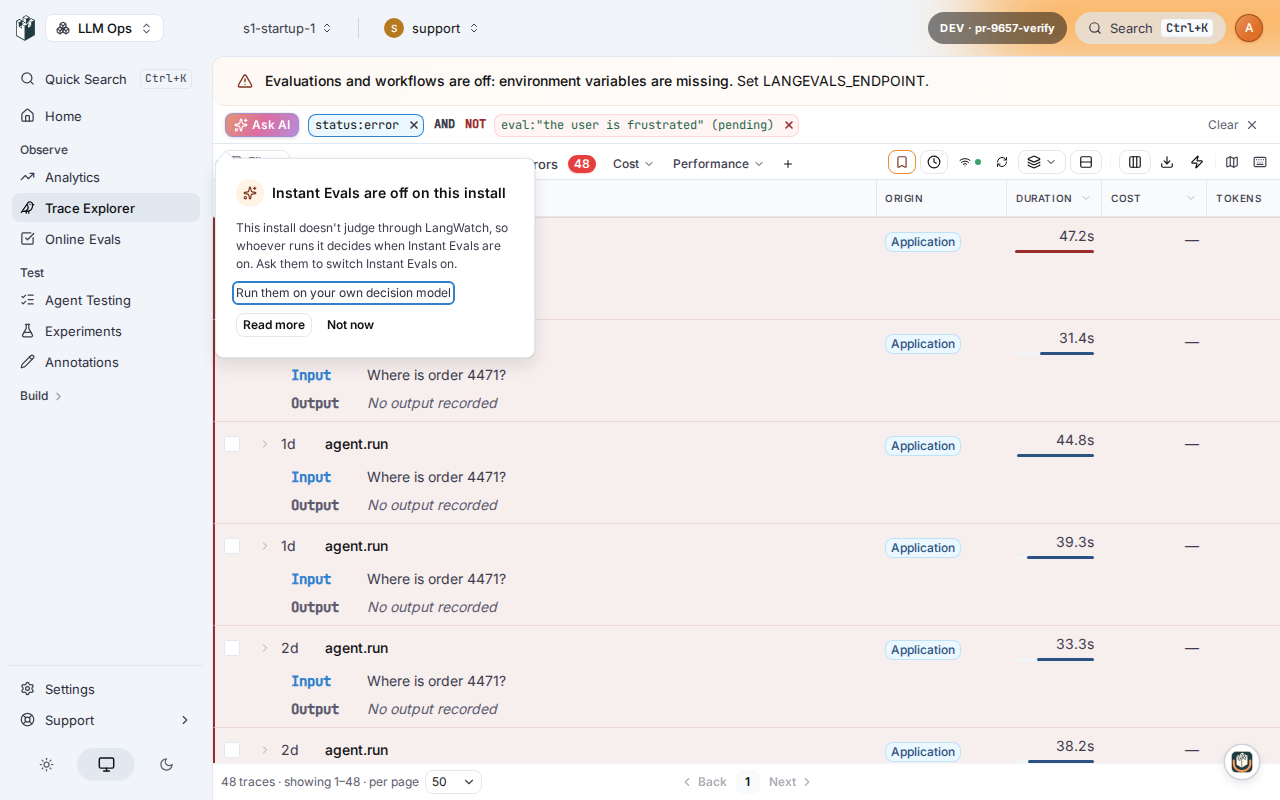 LLM Ops
s1-startup-1
S
support
DEV · pr-9657-verify
Search Ctrl+K
A
Quick Search Ctrl+K
Home
Observe
Analytics
Trace Explorer
Online Evals
Test
Agent Testing
Experiments
Annotations
Build
Settings
Support
Evaluations and workflows are off: environment variables are missing. Set LANGEVALS_ENDPOINT.
Ask AI
status:error
AND NOT
eval:"the user is frustrated" (pending)
Clear
48
Cost
Performance
ORIGIN
DURATION
COST
TOKENS
Instant Evals are off on this install
This install doesn't judge through LangWatch, so
whoever runs it decides when Instant Evals are
on. Ask them to switch Instant Evals on.
Run them on your own decision model
Read more
Not now
Application 47.2s —
Application 31.4s —
Input Where is order 4471?
Output No output recorded
1d agent.run Application 44.8s —
Input Where is order 4471?
Output No output recorded
1d agent.run Application 39.3s —
Input Where is order 4471?
Output No output recorded
2d agent.run Application 33.3s —
Input Where is order 4471?
Output No output recorded
2d agent.run Application 38.2s —
48 traces · showing 1–48 · per page 50
Back 1 Next